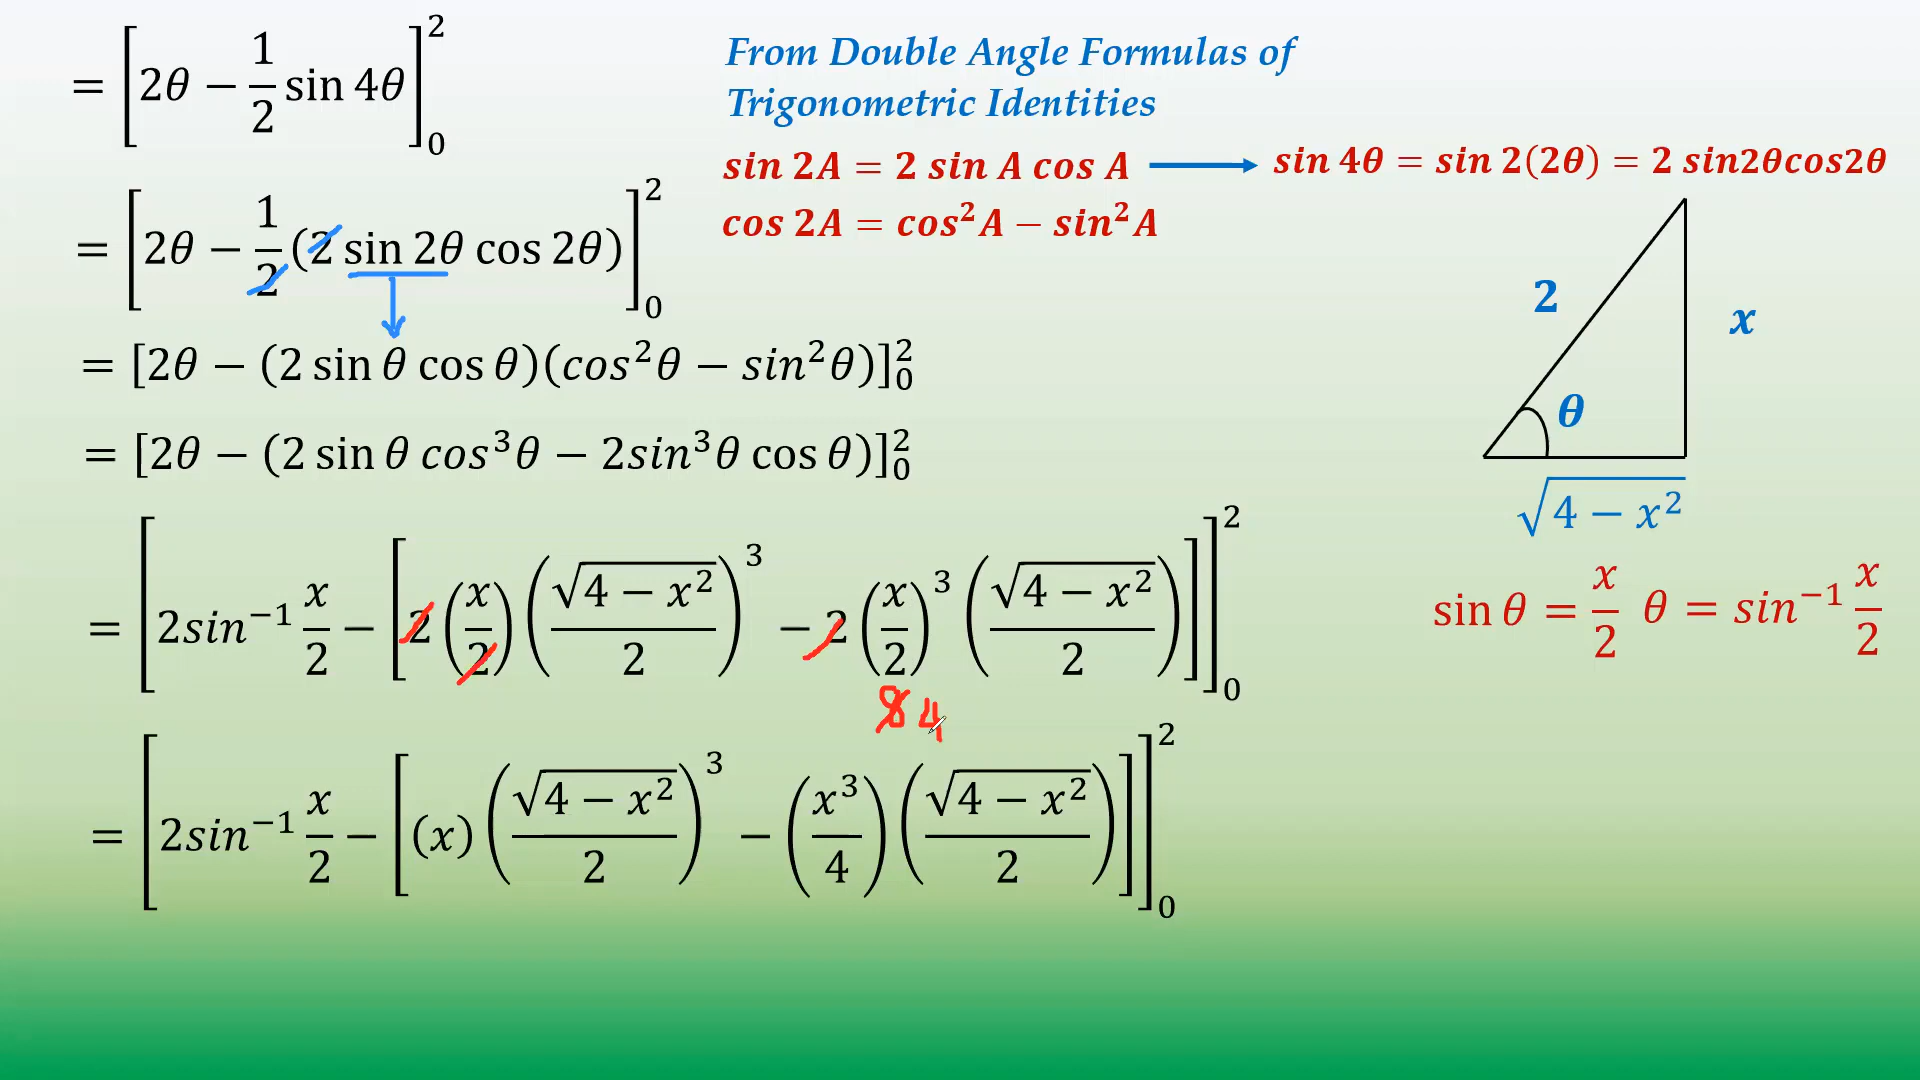 = [2θ − 1/2 sin 4θ]₀²
From Double Angle Formulas of
Trigonometric Identities
sin 2A = 2 sin A cos A → sin 4θ = sin 2(2θ) = 2 sin2θcos2θ
cos 2A = cos²A − sin²A
= [2θ − 1/2 (2 sin 2θ cos 2θ)]₀²
= [2θ − (2 sin θ cos θ)(cos²θ − sin²θ)]₀²
= [2θ − (2 sin θ cos³θ − 2sin³θ cos θ)]₀²
2
x
θ
√(4 − x²)
sin θ = x/2 θ = sin⁻¹ x/2
= [2sin⁻¹ x/2 − [2 (x/2) (√(4 − x²)/2)³ − 2 (x/2)³ (√(4 − x²)/2)]]₀²
8 4
= [2sin⁻¹ x/2 − [(x) (√(4 − x²)/2)³ − (x³/4) (√(4 − x²)/2)]]₀²